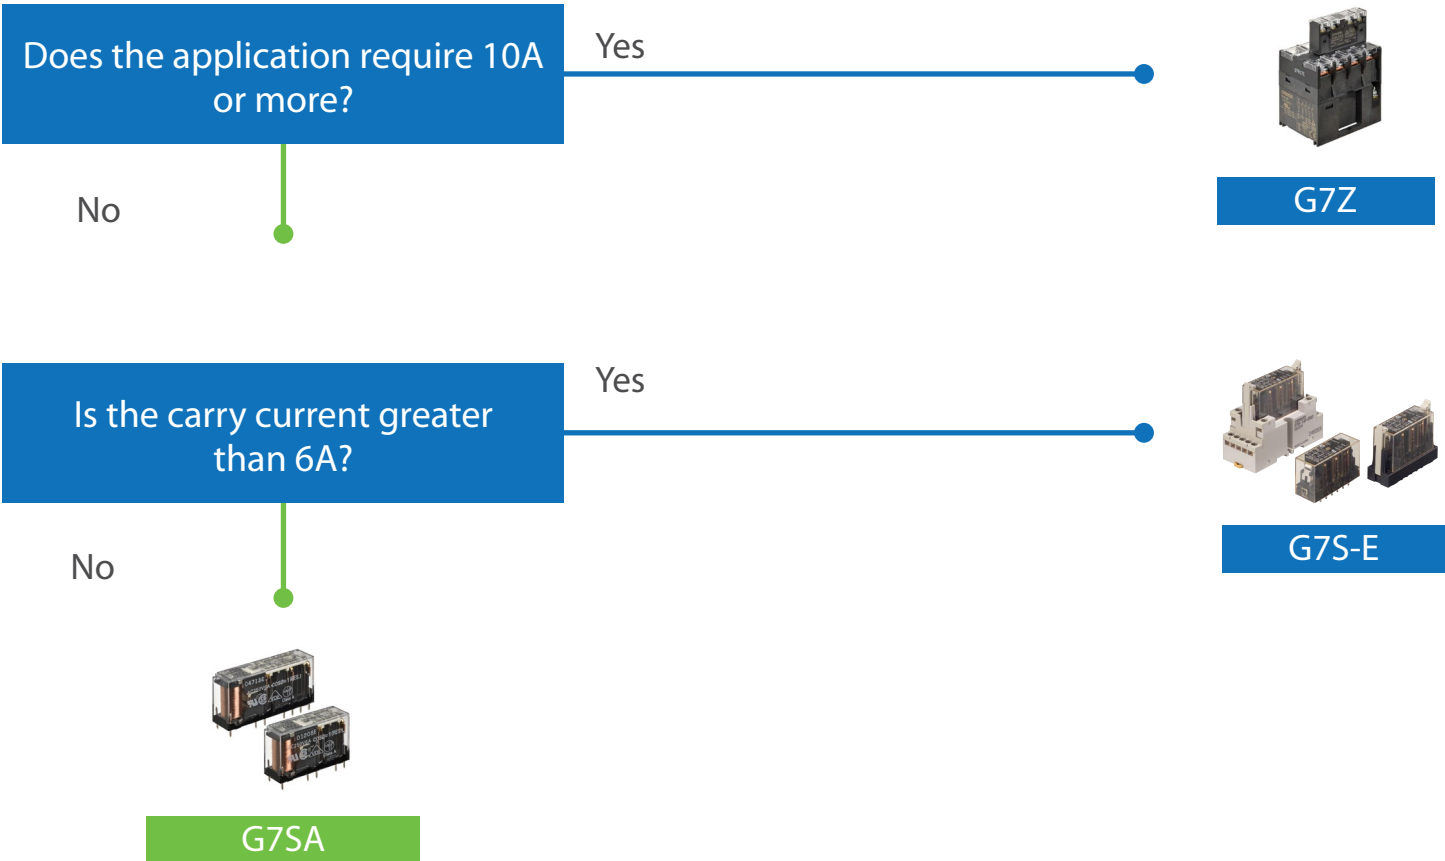 Does the application require 10A
or more?
Yes
No
G7Z
Is the carry current greater
than 6A?
Yes
No
G7S-E
G7SA